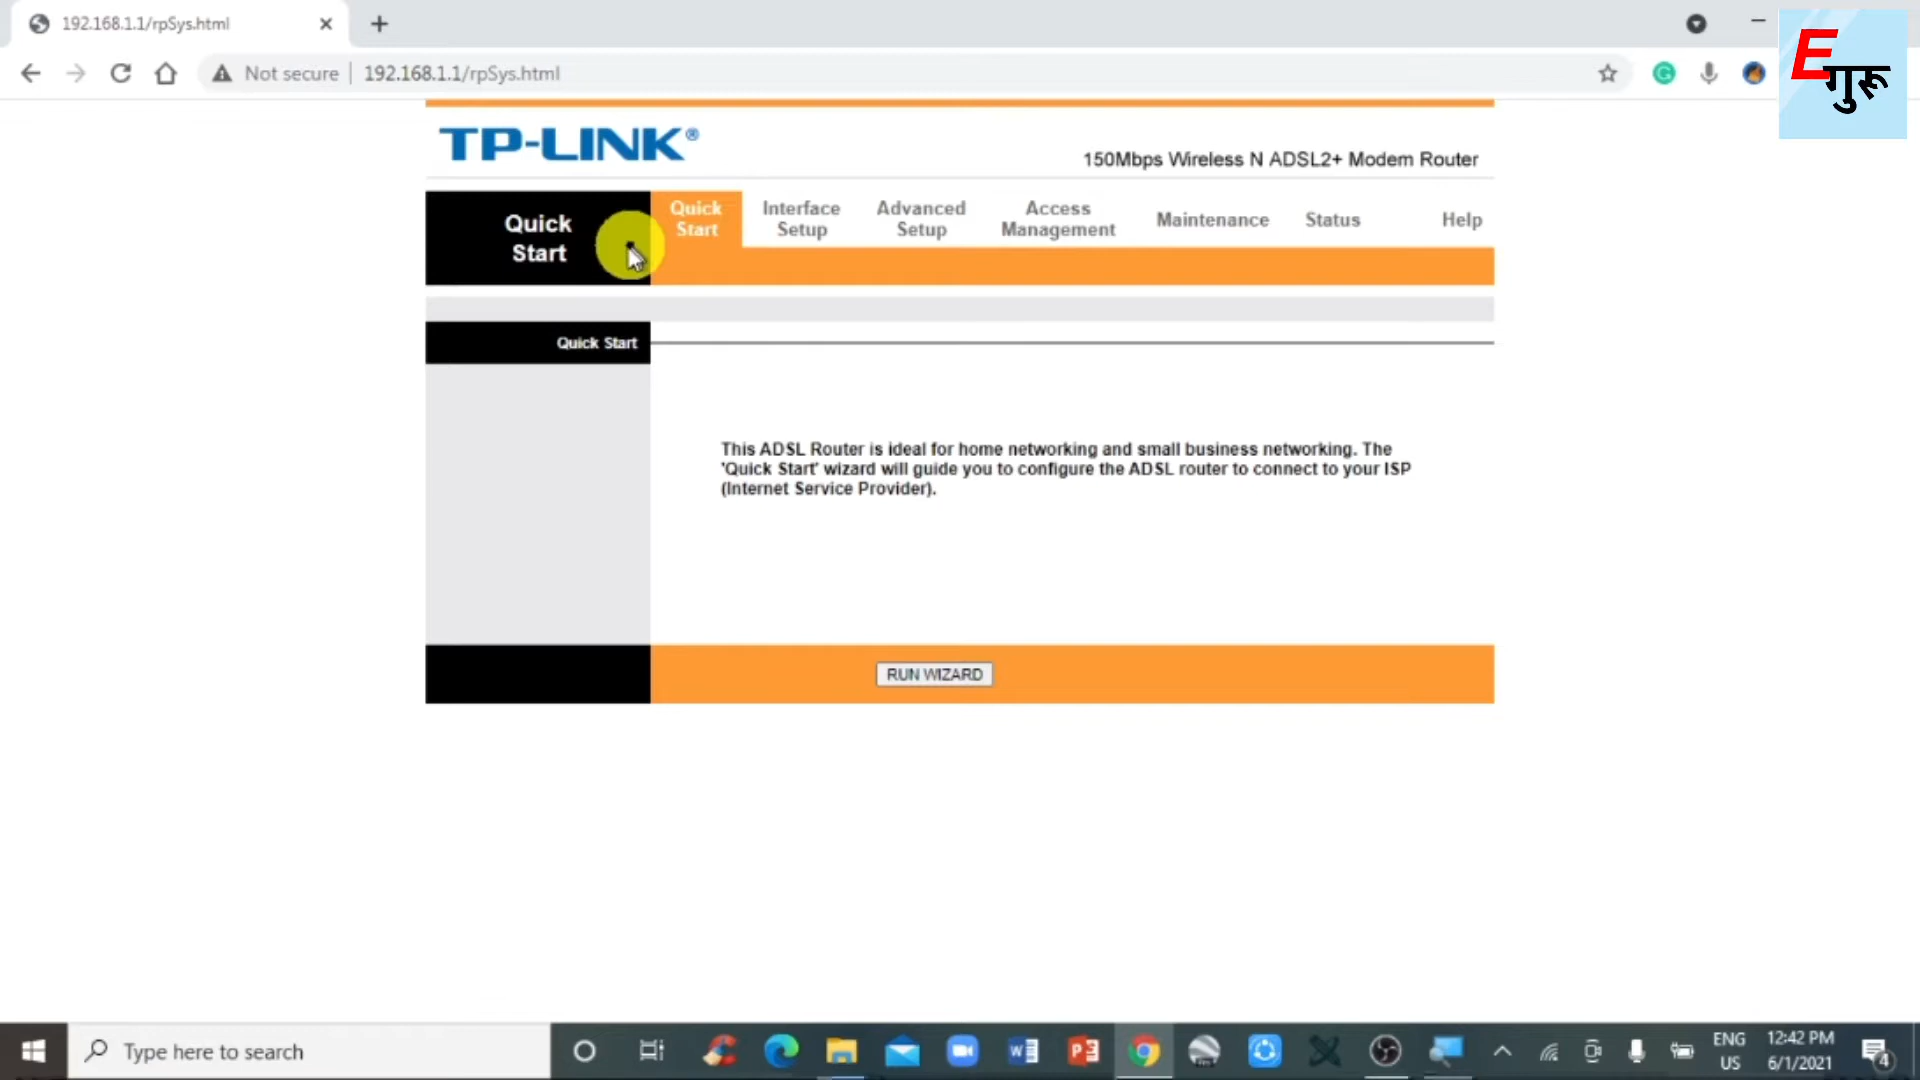 192.168.1.1/rpSys.html
Not secure | 192.168.1.1/rpSys.html
E
गुरू
TP-LINK®
150Mbps Wireless N ADSL2+ Modem Router
Quick
Start
Quick
Start
Interface
Setup
Advanced
Setup
Access
Management
Maintenance
Status
Help
Quick Start
This ADSL Router is ideal for home networking and small business networking. The
'Quick Start' wizard will guide you to configure the ADSL router to connect to your ISP
(Internet Service Provider).
RUN WIZARD
Type here to search
ENG
US
12:42 PM
6/1/2021
4